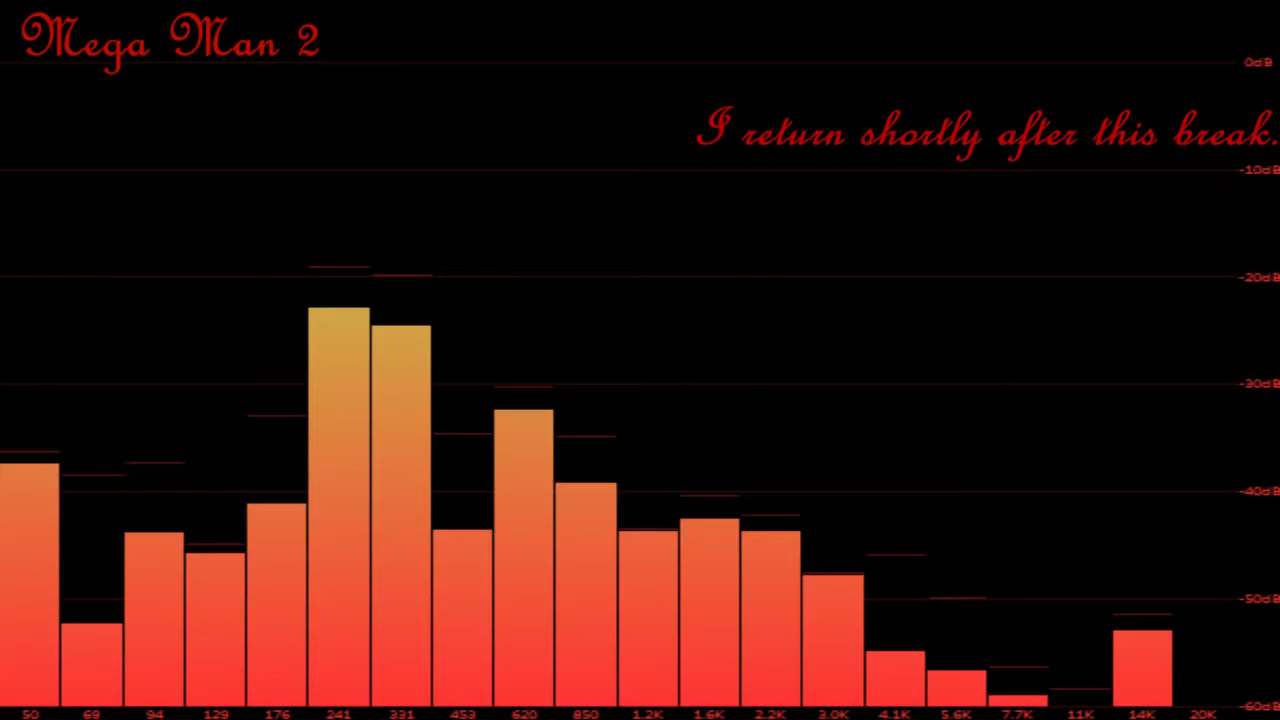 Mega Man 2
0dB
I return shortly after this break.
-10dB
-20dB
-30dB
-40dB
-50dB
-60dB
50 69 94 129 176 241 331 453 620 850 1.2K 1.6K 2.2K 3.0K 4.1K 5.6K 7.7K 11K 14K 20K